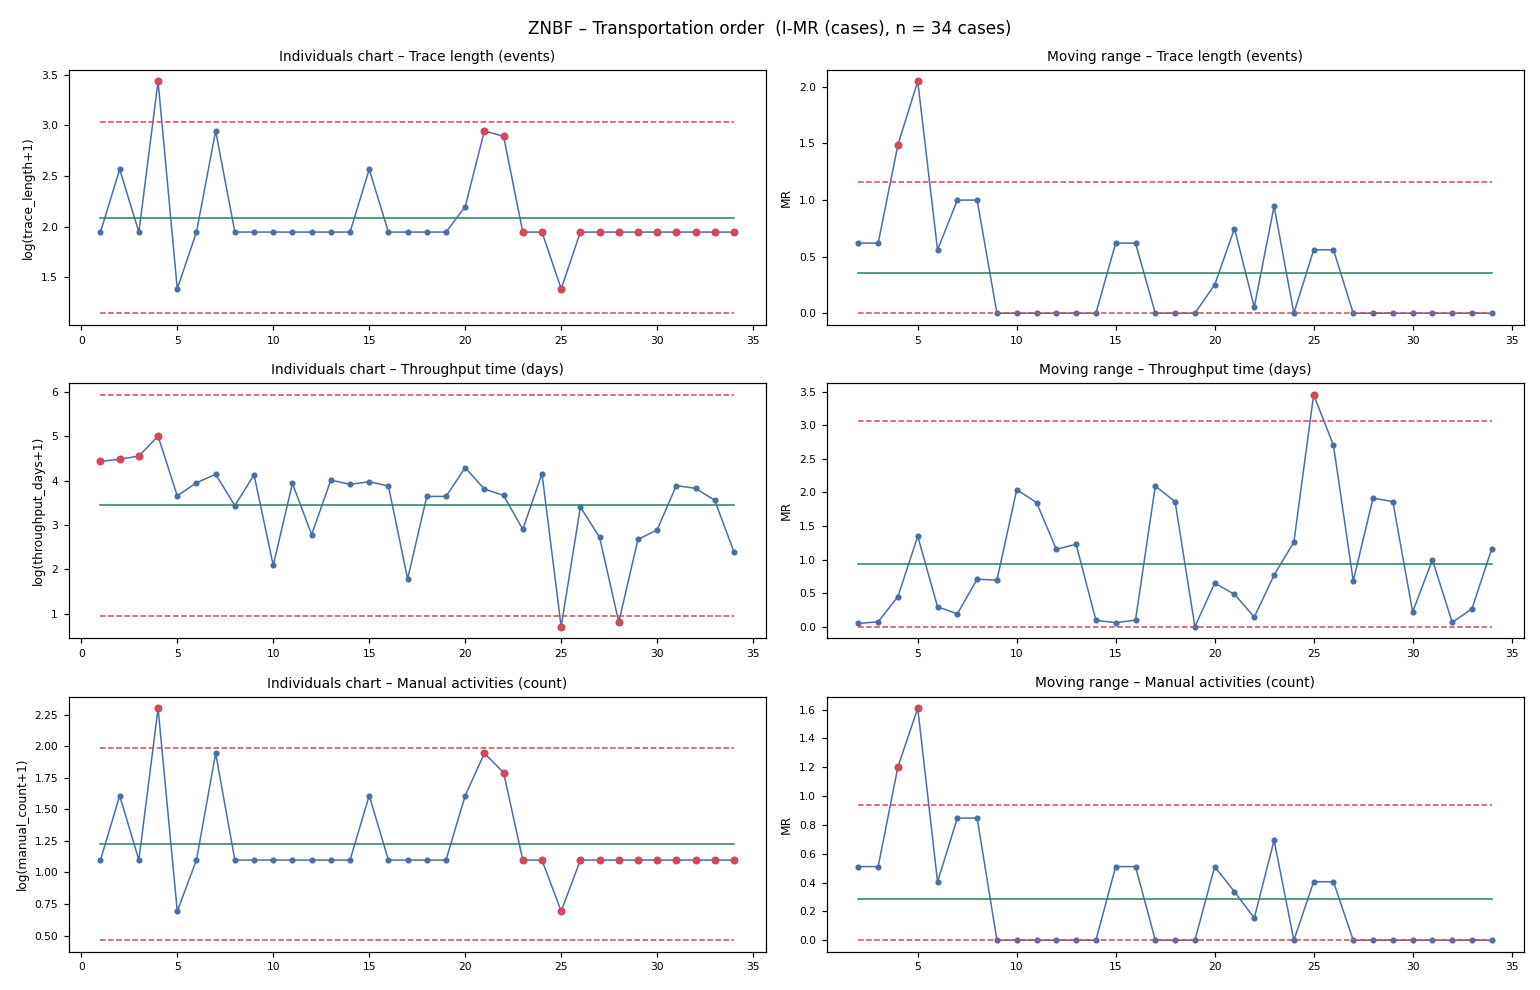 ZNBF – Transportation order  (I-MR (cases), n = 34 cases)
Individuals chart – Trace length (events)
log(trace_length+1)
3.5
3.0
2.5
2.0
1.5
0 5 10 15 20 25 30 35
Moving range – Trace length (events)
MR
2.0
1.5
1.0
0.5
0.0
5 10 15 20 25 30 35
Individuals chart – Throughput time (days)
log(throughput_days+1)
6
5
4
3
2
1
0 5 10 15 20 25 30 35
Moving range – Throughput time (days)
MR
3.5
3.0
2.5
2.0
1.5
1.0
0.5
0.0
5 10 15 20 25 30 35
Individuals chart – Manual activities (count)
log(manual_count+1)
2.25
2.00
1.75
1.50
1.25
1.00
0.75
0.50
0 5 10 15 20 25 30 35
Moving range – Manual activities (count)
MR
1.6
1.4
1.2
1.0
0.8
0.6
0.4
0.2
0.0
5 10 15 20 25 30 35